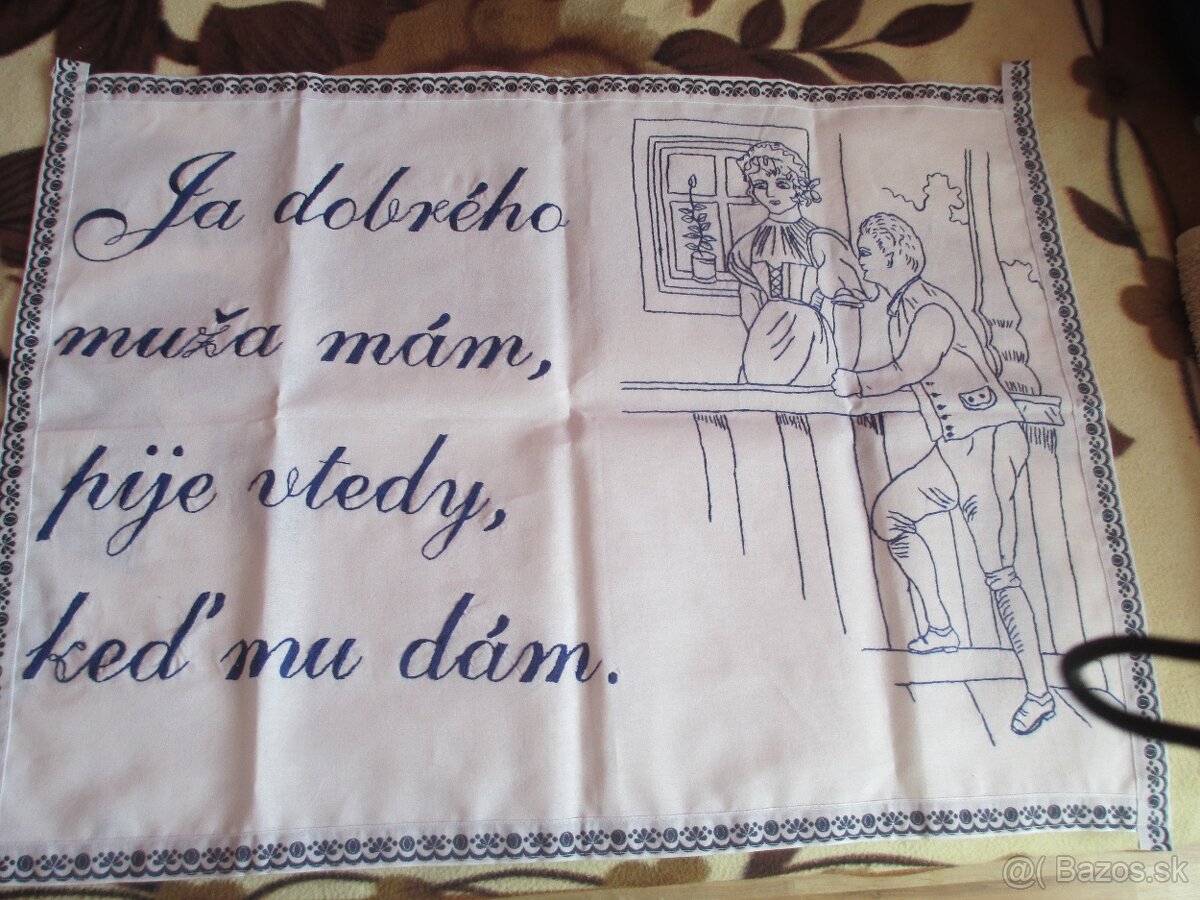 Ja dobrého
muža mám,
pije vtedy,
keď mu dám.
@( Bazos.sk